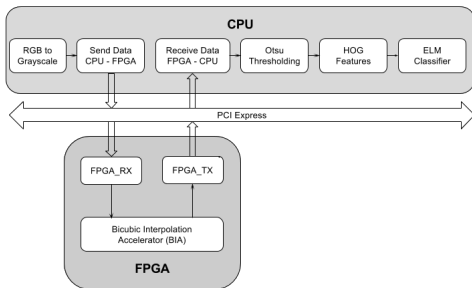 CPU
RGB to
Grayscale
Send Data
CPU - FPGA
Receive Data
FPGA - CPU
Otsu
Thresholding
HOG
Features
ELM
Classifier
PCI Express
FPGA_RX
FPGA_TX
Bicubic Interpolation
Accelerator (BIA)
FPGA